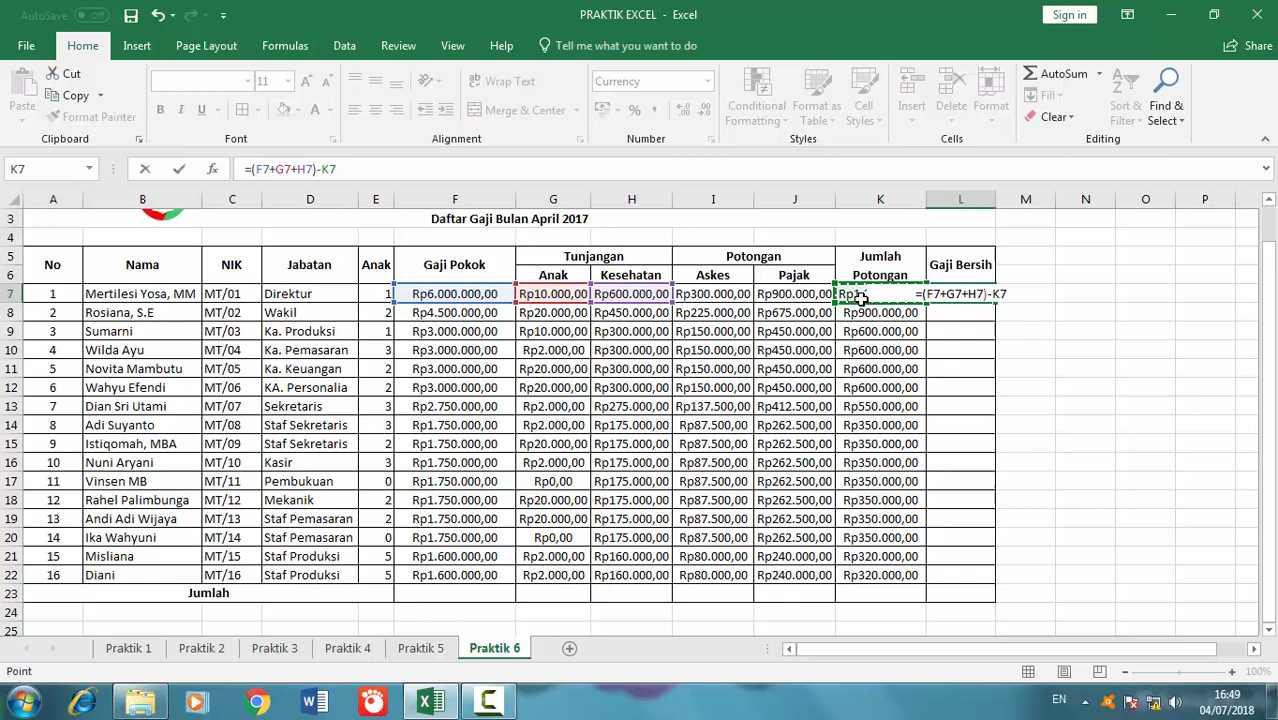 AutoSave Off PRAKTIK EXCEL - Excel Sign in
File Home Insert Page Layout Formulas Data Review View Help Tell me what you want to do Share
Paste Cut Copy Format Painter
11 Wrap Text Merge & Center
Currency
Conditional Formatting Format as Table Cell Styles
Insert Delete Format
AutoSum Fill Clear Sort & Filter Find & Select
Clipboard Font Alignment Number Styles Cells Editing
K7 =(F7+G7+H7)-K7
A B C D E F G H I J K L M N O P
3 Daftar Gaji Bulan April 2017
4
5 No Nama NIK Jabatan Anak Gaji Pokok Tunjangan Potongan Jumlah Potongan Gaji Bersih
6 Anak Kesehatan Askes Pajak
7 1 Mertilesi Yosa, MM MT/01 Direktur 1 Rp6.000.000,00 Rp10.000,00 Rp600.000,00 Rp300.000,00 Rp900.000,00 =(F7+G7+H7)-K7
8 2 Rosiana, S.E MT/02 Wakil 2 Rp4.500.000,00 Rp20.000,00 Rp450.000,00 Rp225.000,00 Rp675.000,00 Rp900.000,00
9 3 Sumarni MT/03 Ka. Produksi 1 Rp3.000.000,00 Rp10.000,00 Rp300.000,00 Rp150.000,00 Rp450.000,00 Rp600.000,00
10 4 Wilda Ayu MT/04 Ka. Pemasaran 3 Rp3.000.000,00 Rp2.000,00 Rp300.000,00 Rp150.000,00 Rp450.000,00 Rp600.000,00
11 5 Novita Mambutu MT/05 Ka. Keuangan 2 Rp3.000.000,00 Rp20.000,00 Rp300.000,00 Rp150.000,00 Rp450.000,00 Rp600.000,00
12 6 Wahyu Efendi MT/06 KA. Personalia 2 Rp3.000.000,00 Rp20.000,00 Rp300.000,00 Rp150.000,00 Rp450.000,00 Rp600.000,00
13 7 Dian Sri Utami MT/07 Sekretaris 3 Rp2.750.000,00 Rp2.000,00 Rp275.000,00 Rp137.500,00 Rp412.500,00 Rp550.000,00
14 8 Adi Suyanto MT/08 Staf Sekretaris 3 Rp1.750.000,00 Rp2.000,00 Rp175.000,00 Rp87.500,00 Rp262.500,00 Rp350.000,00
15 9 Istiqomah, MBA MT/09 Staf Sekretaris 2 Rp1.750.000,00 Rp20.000,00 Rp175.000,00 Rp87.500,00 Rp262.500,00 Rp350.000,00
16 10 Nuni Aryani MT/10 Kasir 3 Rp1.750.000,00 Rp2.000,00 Rp175.000,00 Rp87.500,00 Rp262.500,00 Rp350.000,00
17 11 Vinsen MB MT/11 Pembukuan 0 Rp1.750.000,00 Rp0,00 Rp175.000,00 Rp87.500,00 Rp262.500,00 Rp350.000,00
18 12 Rahel Palimbunga MT/12 Mekanik 2 Rp1.750.000,00 Rp20.000,00 Rp175.000,00 Rp87.500,00 Rp262.500,00 Rp350.000,00
19 13 Andi Adi Wijaya MT/13 Staf Pemasaran 2 Rp1.750.000,00 Rp20.000,00 Rp175.000,00 Rp87.500,00 Rp262.500,00 Rp350.000,00
20 14 Ika Wahyuni MT/14 Staf Pemasaran 0 Rp1.750.000,00 Rp0,00 Rp175.000,00 Rp87.500,00 Rp262.500,00 Rp350.000,00
21 15 Misliana MT/15 Staf Produksi 5 Rp1.600.000,00 Rp2.000,00 Rp160.000,00 Rp80.000,00 Rp240.000,00 Rp320.000,00
22 16 Diani MT/16 Staf Produksi 5 Rp1.600.000,00 Rp2.000,00 Rp160.000,00 Rp80.000,00 Rp240.000,00 Rp320.000,00
23 Jumlah
24
25
Praktik 1 Praktik 2 Praktik 3 Praktik 4 Praktik 5 Praktik 6
Point 100%
EN 16:49
04/07/2018